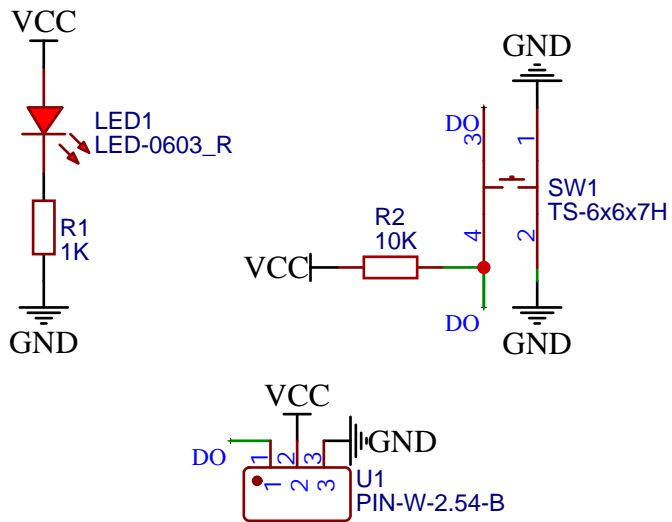 VCC
LED1
LED-0603_R
R1
1K
GND
GND
DO
3
1
SW1
TS-6x6x7H
4
2
R2
10K
VCC
DO
GND
VCC
DO
GND
1
2
3
1
2
3
U1
PIN-W-2.54-B